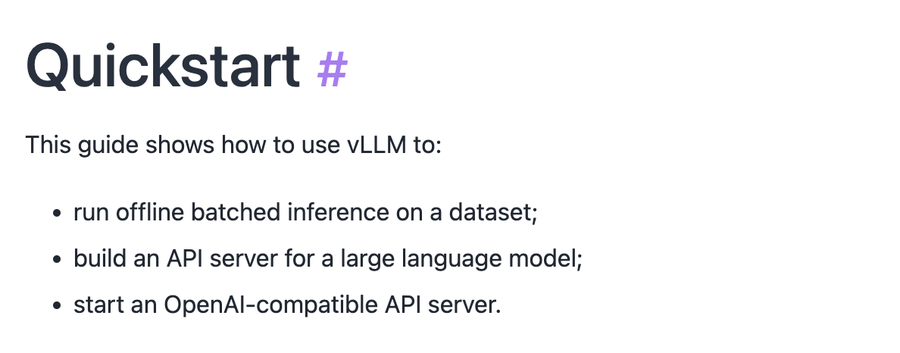 Quickstart #
This guide shows how to use vLLM to:
• run offline batched inference on a dataset;
• build an API server for a large language model;
• start an OpenAI-compatible API server.